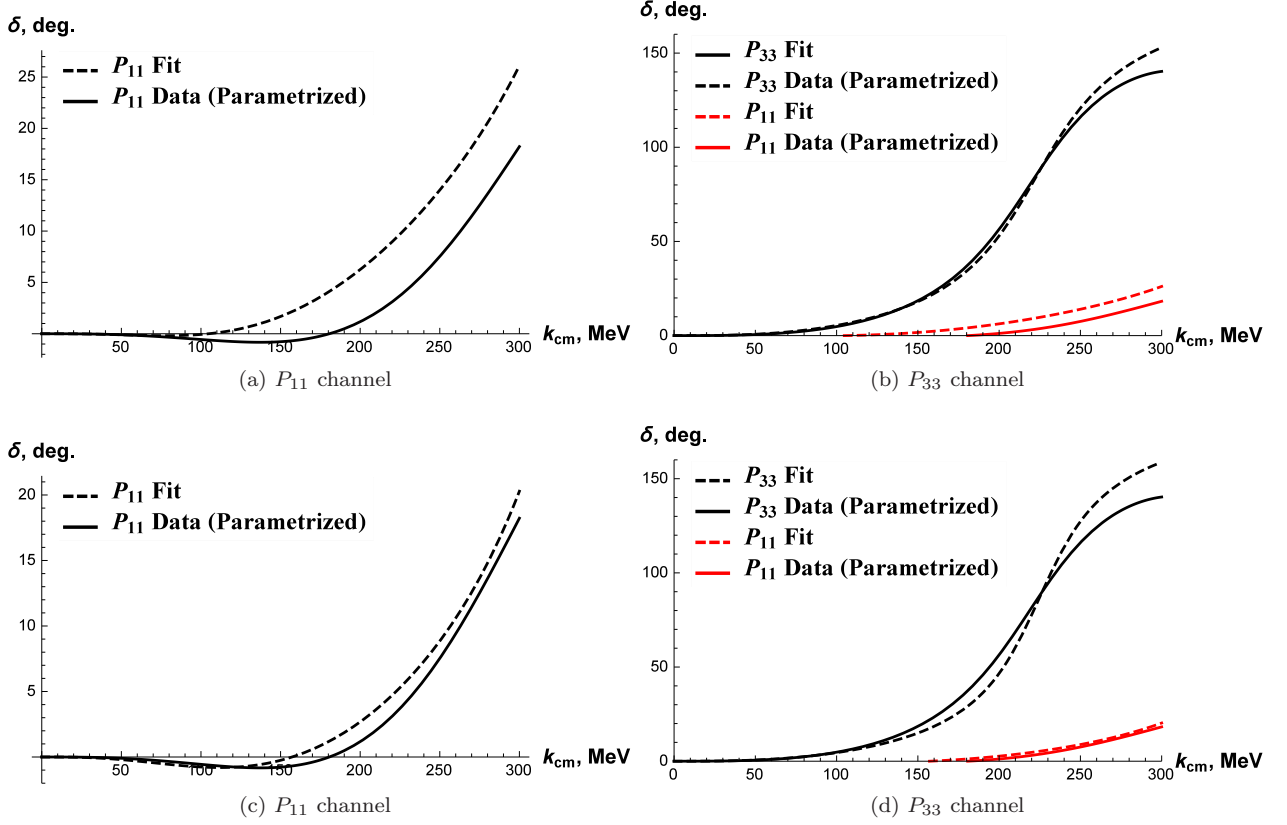 δ, deg.
25
20
15
10
5
P11 Fit
P11 Data (Parametrized)
50 100 150 200 250 300
kcm, MeV
(a) P11 channel
δ, deg.
150
100
50
0
P33 Fit
P33 Data (Parametrized)
P11 Fit
P11 Data (Parametrized)
0 50 100 150 200 250 300
kcm, MeV
(b) P33 channel
δ, deg.
20
15
10
5
P11 Fit
P11 Data (Parametrized)
50 100 150 200 250 300
kcm, MeV
(c) P11 channel
δ, deg.
150
100
50
0
P33 Fit
P33 Data (Parametrized)
P11 Fit
P11 Data (Parametrized)
0 50 100 150 200 250 300
kcm, MeV
(d) P33 channel